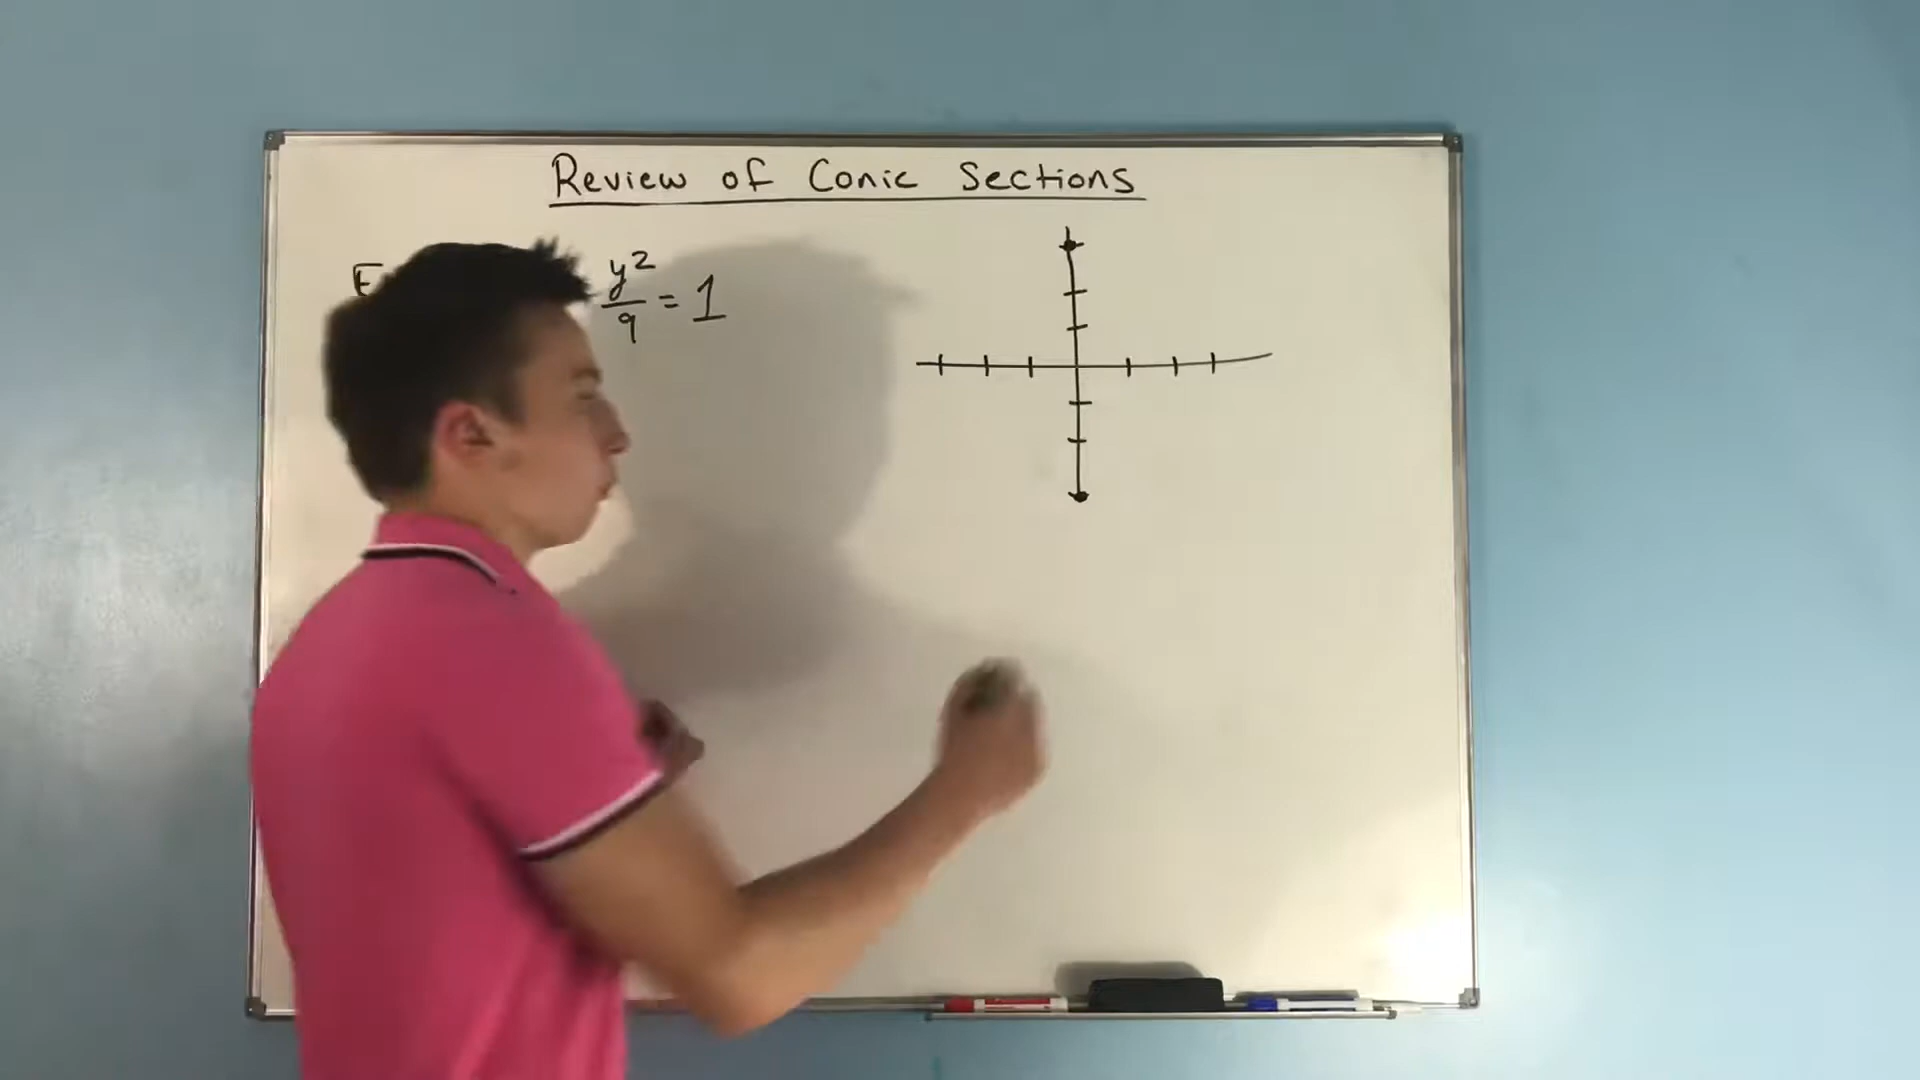 Review of Conic Sections
y²/9 = 1